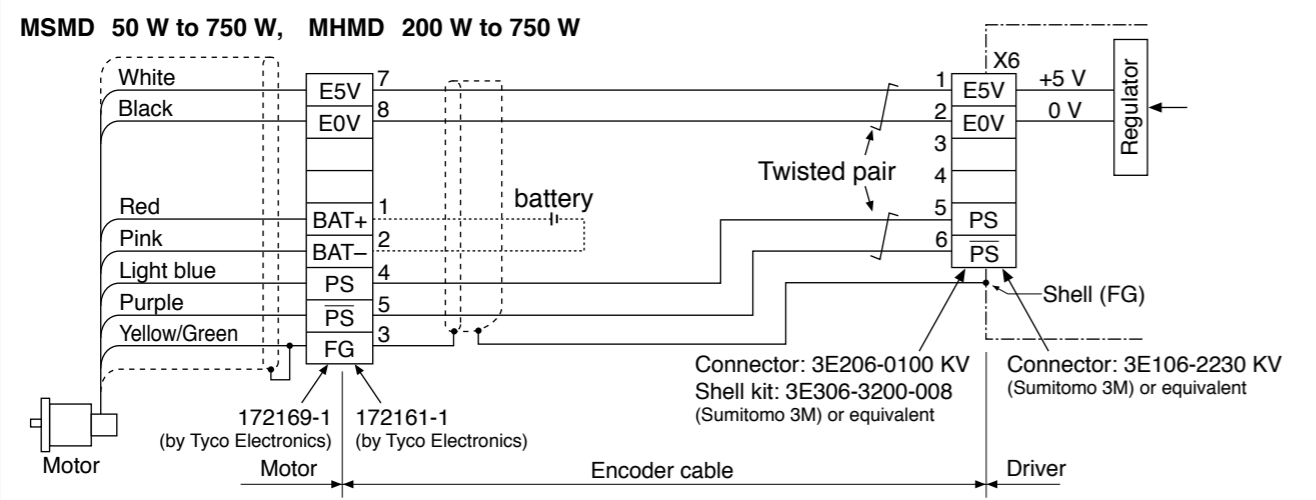 MSMD 50 W to 750 W, MHMD 200 W to 750 W
White
Black
Red
Pink
Light blue
Purple
Yellow/Green
E5V
E0V
BAT+
BAT–
PS
P̅S̅
FG
7
8
1
2
4
5
3
battery
Twisted pair
1
2
3
4
5
6
X6
E5V
E0V
PS
P̅S̅
+5 V
0 V
Regulator
Shell (FG)
Connector: 3E206-0100 KV
Shell kit: 3E306-3200-008
(Sumitomo 3M) or equivalent
Connector: 3E106-2230 KV
(Sumitomo 3M) or equivalent
172169-1
(by Tyco Electronics)
172161-1
(by Tyco Electronics)
Motor
Motor
Encoder cable
Driver